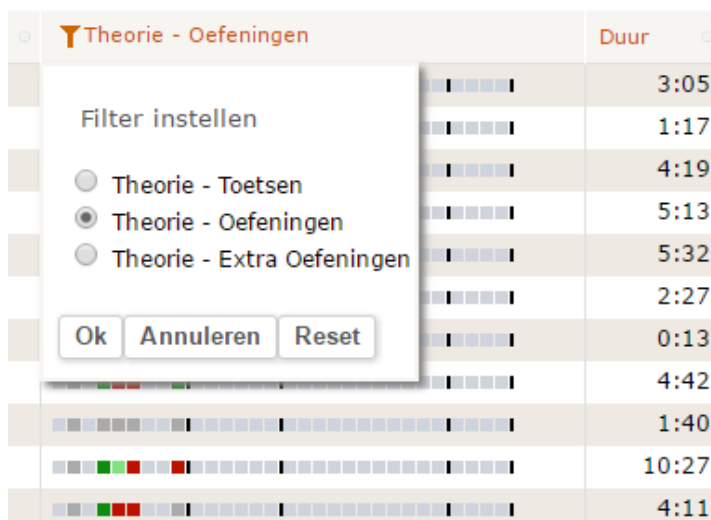 Theorie - Oefeningen Duur
3:05
Filter instellen 1:17
Theorie - Toetsen 4:19
Theorie - Oefeningen 5:13
Theorie - Extra Oefeningen 5:32
2:27
Ok Annuleren Reset 0:13
4:42
1:40
10:27
4:11